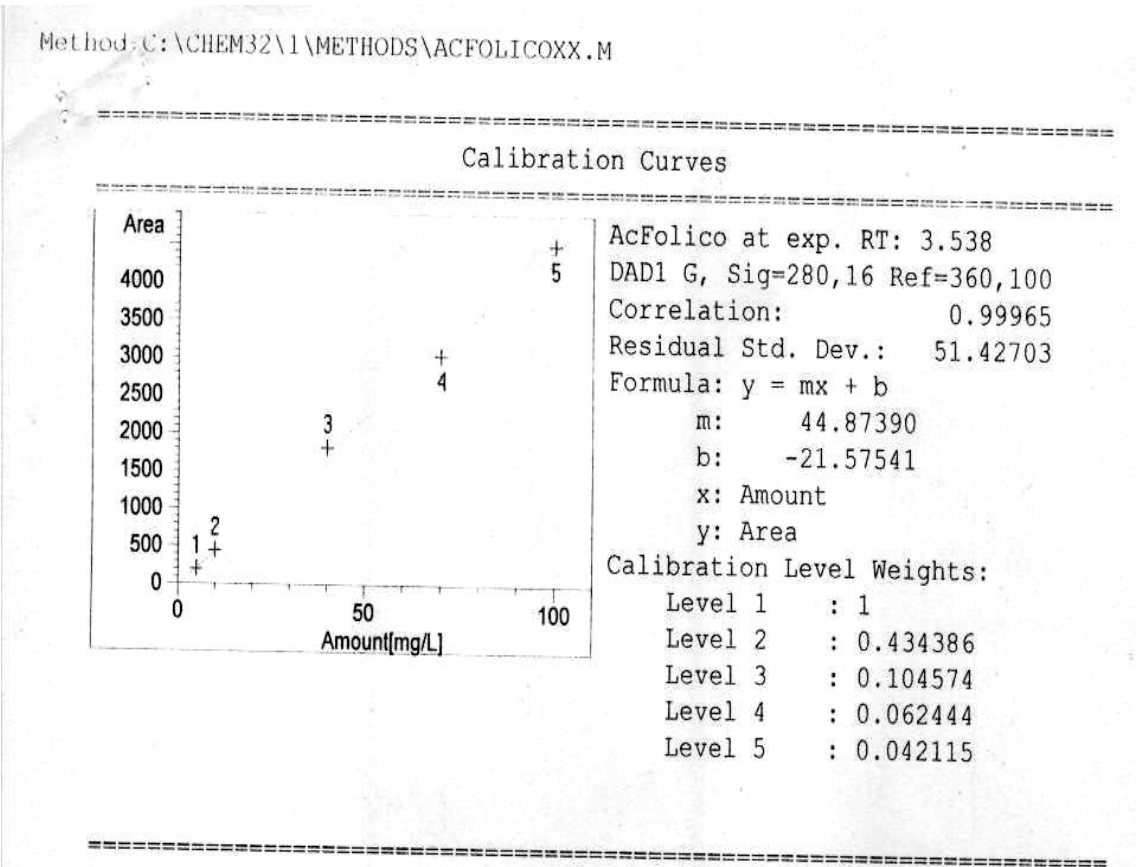 Method C:\CHEM32\1\METHODS\ACFOLICOXX.M
=====================================================================
Calibration Curves
=====================================================================
Area
4000
3500
3000
2500
2000
1500
1000
500
0
1
2
3
4
5
0 50 100
Amount[mg/L]
AcFolico at exp. RT: 3.538
DAD1 G, Sig=280,16 Ref=360,100
Correlation: 0.99965
Residual Std. Dev.: 51.42703
Formula: y = mx + b
m: 44.87390
b: -21.57541
x: Amount
y: Area
Calibration Level Weights:
Level 1 : 1
Level 2 : 0.434386
Level 3 : 0.104574
Level 4 : 0.062444
Level 5 : 0.042115
=====================================================================